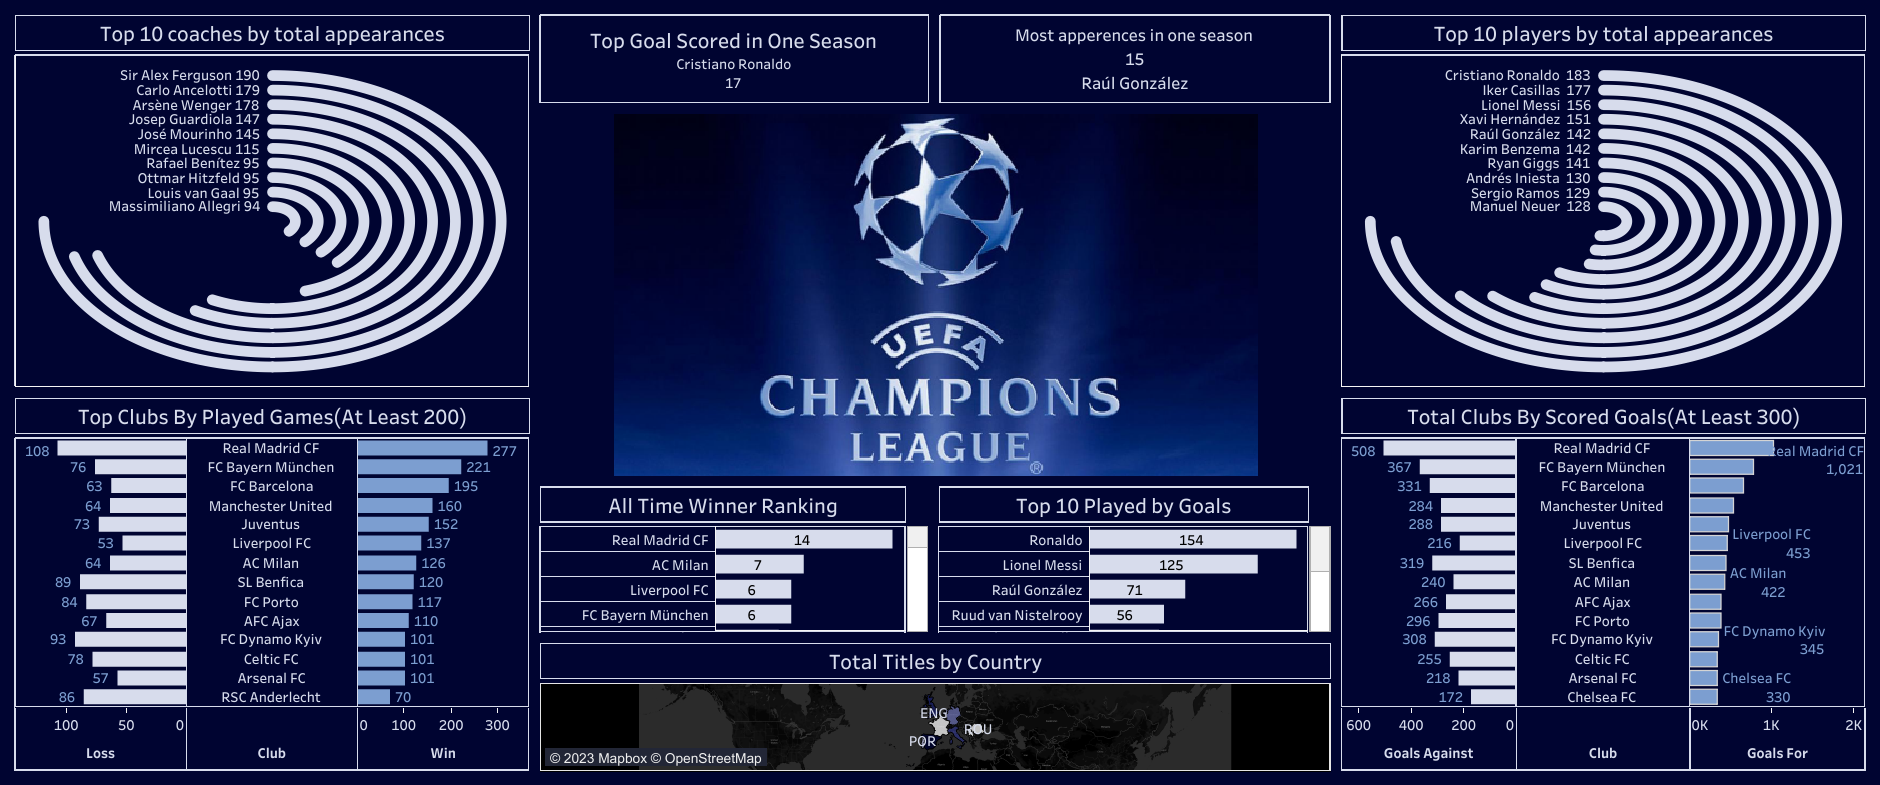 Top 10 coaches by total appearances
Sir Alex Ferguson 190
Carlo Ancelotti 179
Arsène Wenger 178
Josep Guardiola 147
José Mourinho 145
Mircea Lucescu 115
Rafael Benítez 95
Ottmar Hitzfeld 95
Louis van Gaal 95
Massimiliano Allegri 94
Top Goal Scored in One Season
Cristiano Ronaldo
17
Most apperences in one season
15
Raúl González
Top 10 players by total appearances
Cristiano Ronaldo 183
Iker Casillas 177
Lionel Messi 156
Xavi Hernández 151
Raúl González 142
Karim Benzema 142
Ryan Giggs 141
Andrés Iniesta 130
Sergio Ramos 129
Manuel Neuer 128
UEFA
CHAMPIONS
LEAGUE®
Top Clubs By Played Games(At Least 200)
108 Real Madrid CF 277
76 FC Bayern München 221
63 FC Barcelona 195
64 Manchester United 160
73 Juventus 152
53 Liverpool FC 137
64 AC Milan 126
89 SL Benfica 120
84 FC Porto 117
67 AFC Ajax 110
93 FC Dynamo Kyiv 101
78 Celtic FC 101
57 Arsenal FC 101
86 RSC Anderlecht 70
100 50 0 0 100 200 300
Loss Club Win
All Time Winner Ranking
Real Madrid CF 14
AC Milan 7
Liverpool FC 6
FC Bayern München 6
Top 10 Played by Goals
Ronaldo 154
Lionel Messi 125
Raúl González 71
Ruud van Nistelrooy 56
Total Titles by Country
ENG
POR
© 2023 Mapbox © OpenStreetMap
Total Clubs By Scored Goals(At Least 300)
508 Real Madrid CF Real Madrid CF
1,021
367 FC Bayern München
331 FC Barcelona
284 Manchester United
288 Juventus
216 Liverpool FC Liverpool FC
453
319 SL Benfica
240 AC Milan AC Milan
422
266 AFC Ajax
296 FC Porto
308 FC Dynamo Kyiv FC Dynamo Kyiv
345
255 Celtic FC
218 Arsenal FC Chelsea FC
172 Chelsea FC 330
600 400 200 0 0K 1K 2K
Goals Against Club Goals For